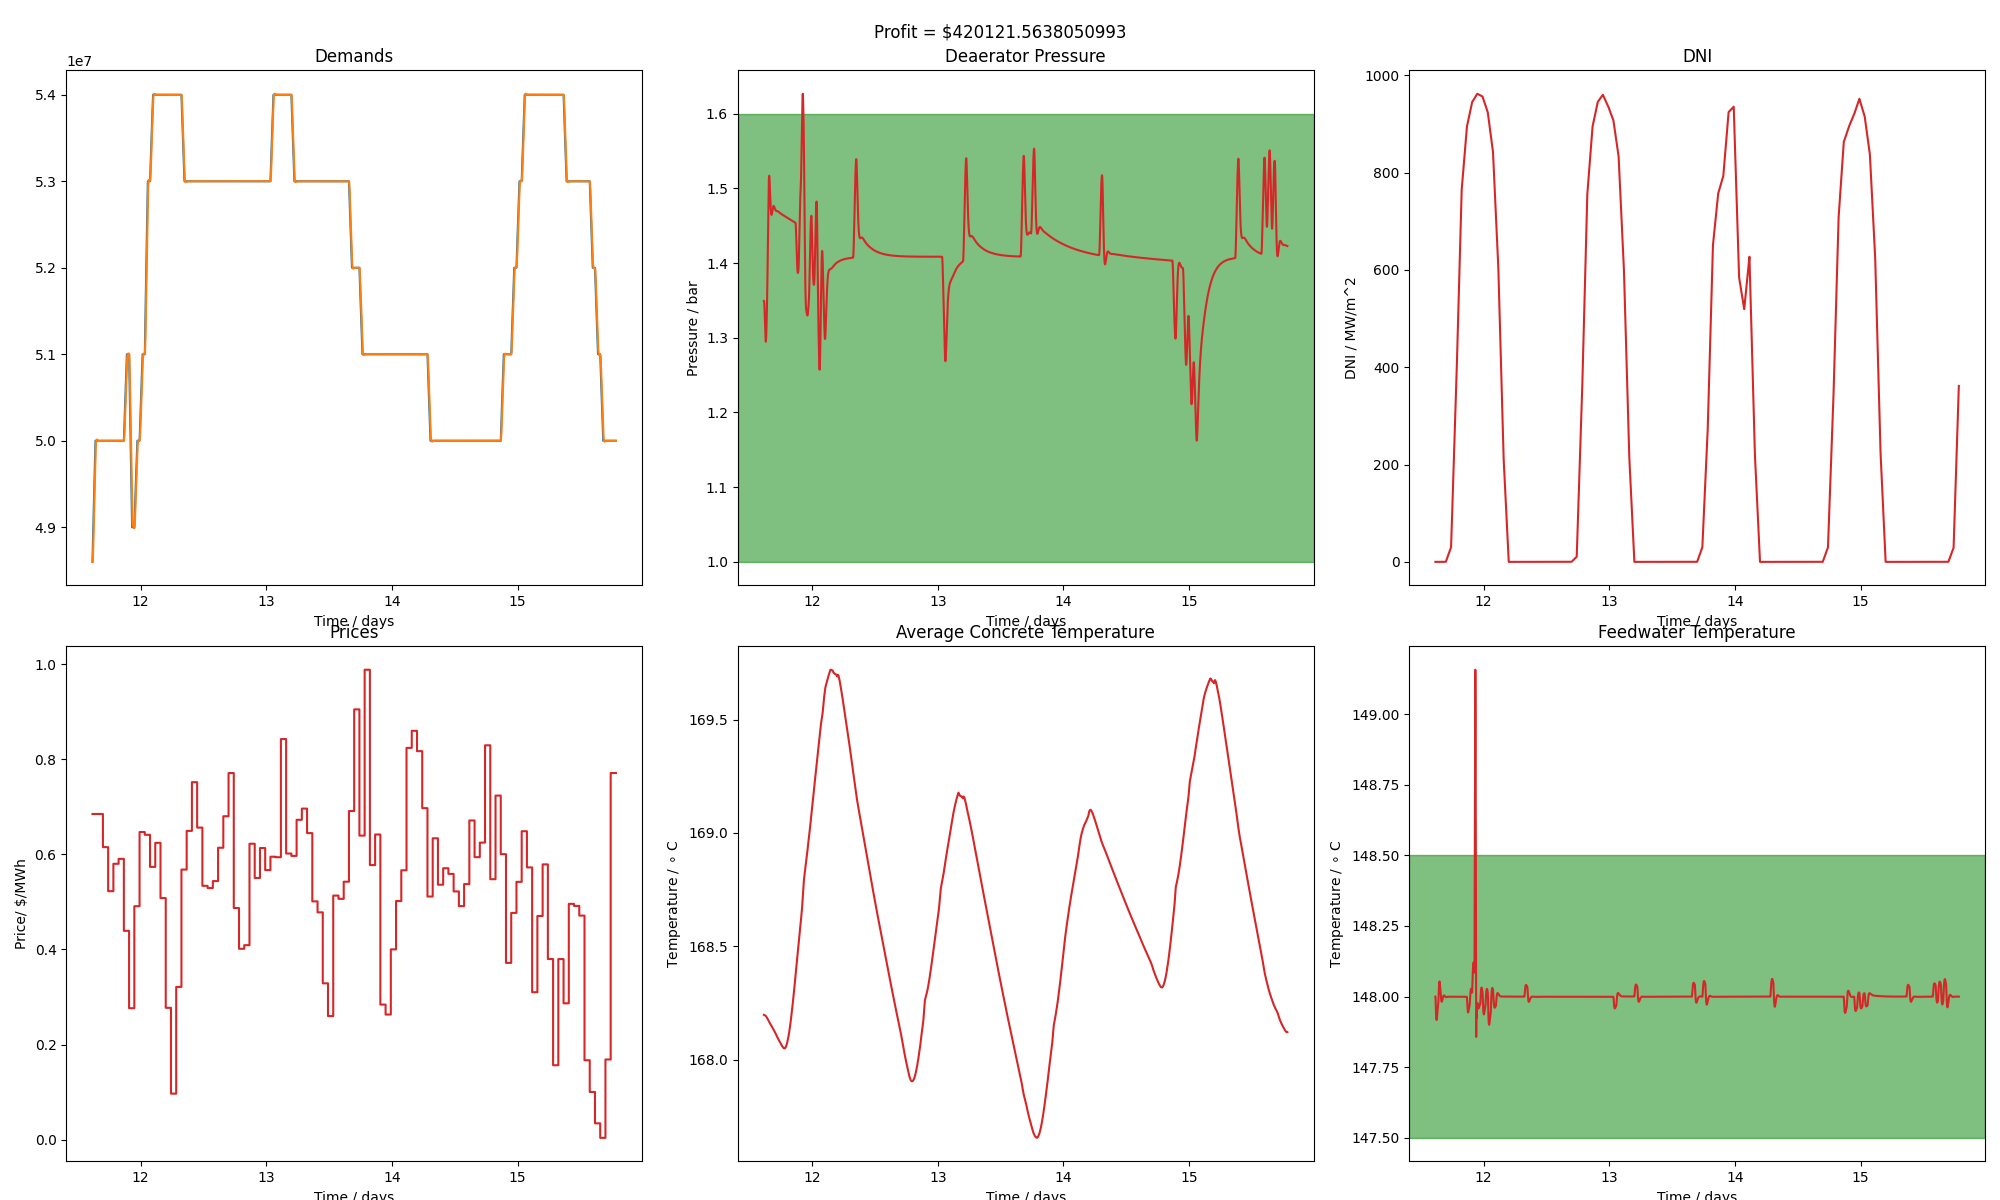 Profit = $420121.5638050993
Demands
1e7
5.4
5.3
5.2
5.1
5.0
4.9
12 13 14 15
Time / days
Deaerator Pressure
Pressure / bar
1.6
1.5
1.4
1.3
1.2
1.1
1.0
12 13 14 15
Time / days
DNI
DNI / MW/m^2
1000
800
600
400
200
0
12 13 14 15
Time / days
Prices
Price/ $/MWh
1.0
0.8
0.6
0.4
0.2
0.0
12 13 14 15
Time / days
Average Concrete Temperature
Temperature / ∘ C
169.5
169.0
168.5
168.0
12 13 14 15
Time / days
Feedwater Temperature
Temperature / ∘ C
149.00
148.75
148.50
148.25
148.00
147.75
147.50
12 13 14 15
Time / days